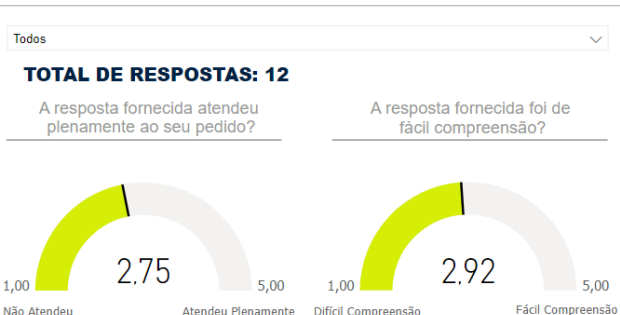 Todos
TOTAL DE RESPOSTAS: 12
A resposta fornecida atendeu
plenamente ao seu pedido?
2,75
1,00
5,00
Não Atendeu
Atendeu Plenamente
A resposta fornecida foi de
fácil compreensão?
2,92
1,00
5,00
Difícil Compreensão
Fácil Compreensão